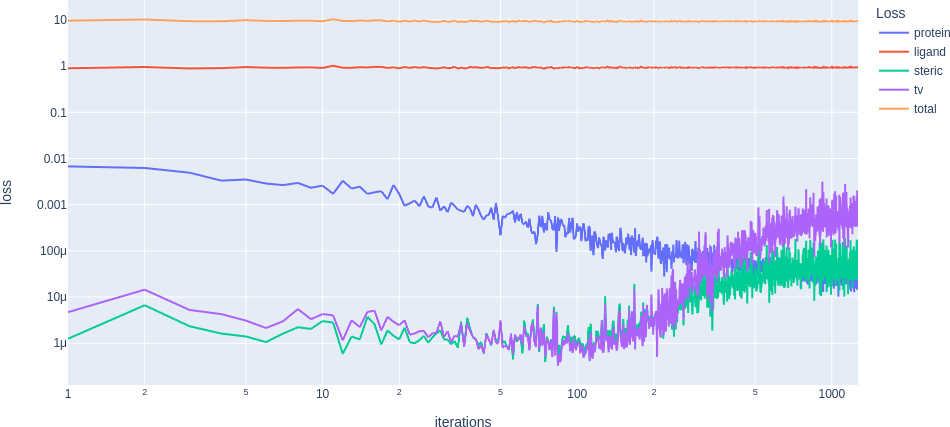 10
1
0.1
0.01
0.001
100μ
10μ
1μ
loss
1
2
5
10
2
5
100
2
5
1000
iterations
Loss
protein
ligand
steric
tv
total